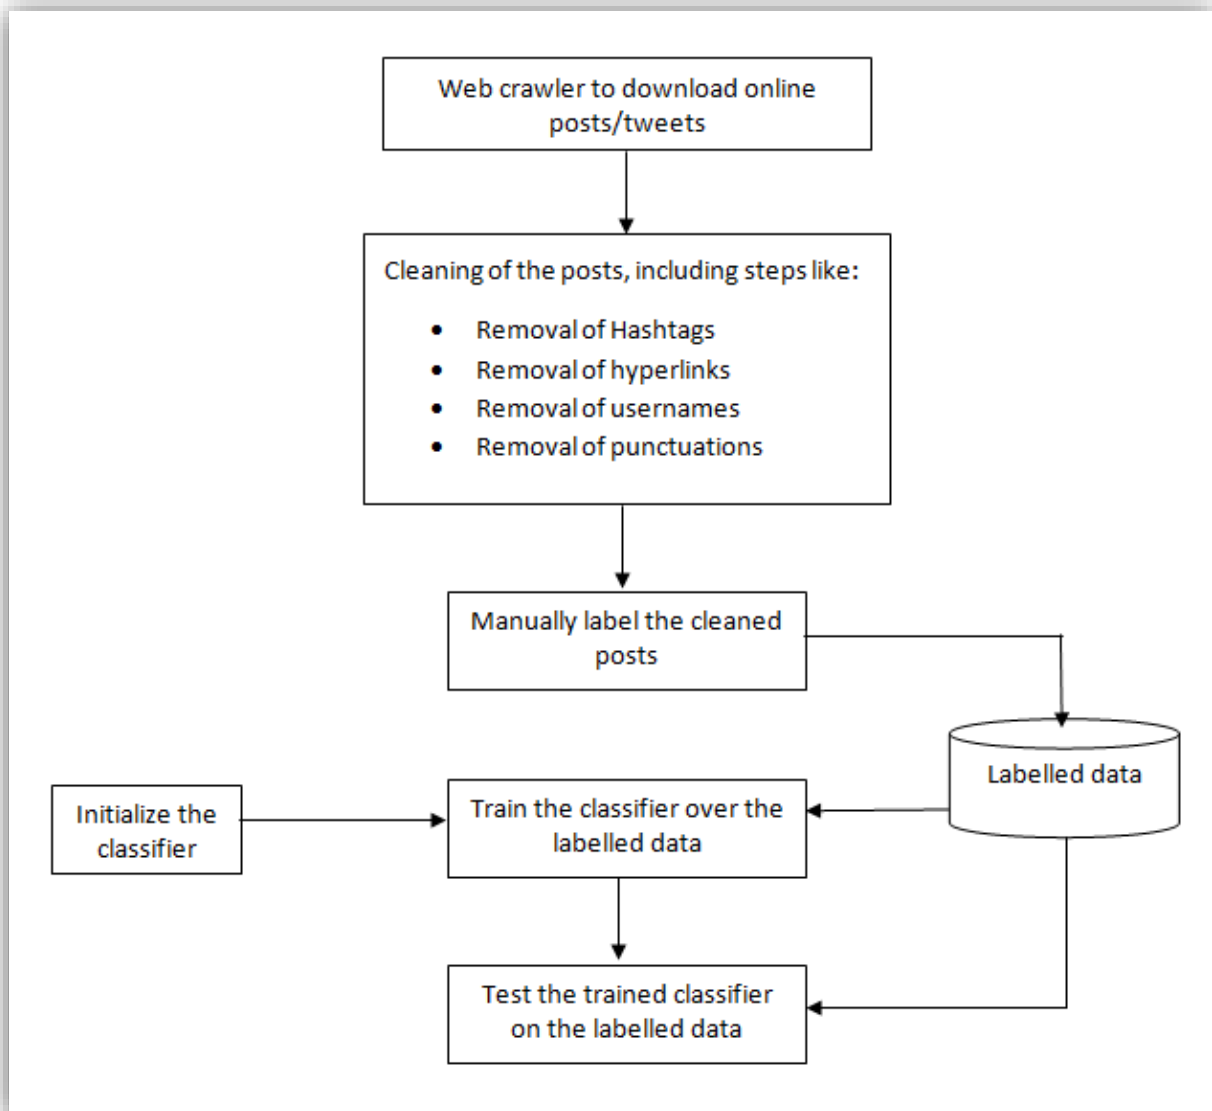 Web crawler to download online
posts/tweets
Cleaning of the posts, including steps like:
• Removal of Hashtags
• Removal of hyperlinks
• Removal of usernames
• Removal of punctuations
Manually label the cleaned
posts
Labelled data
Initialize the
classifier
Train the classifier over the
labelled data
Test the trained classifier
on the labelled data